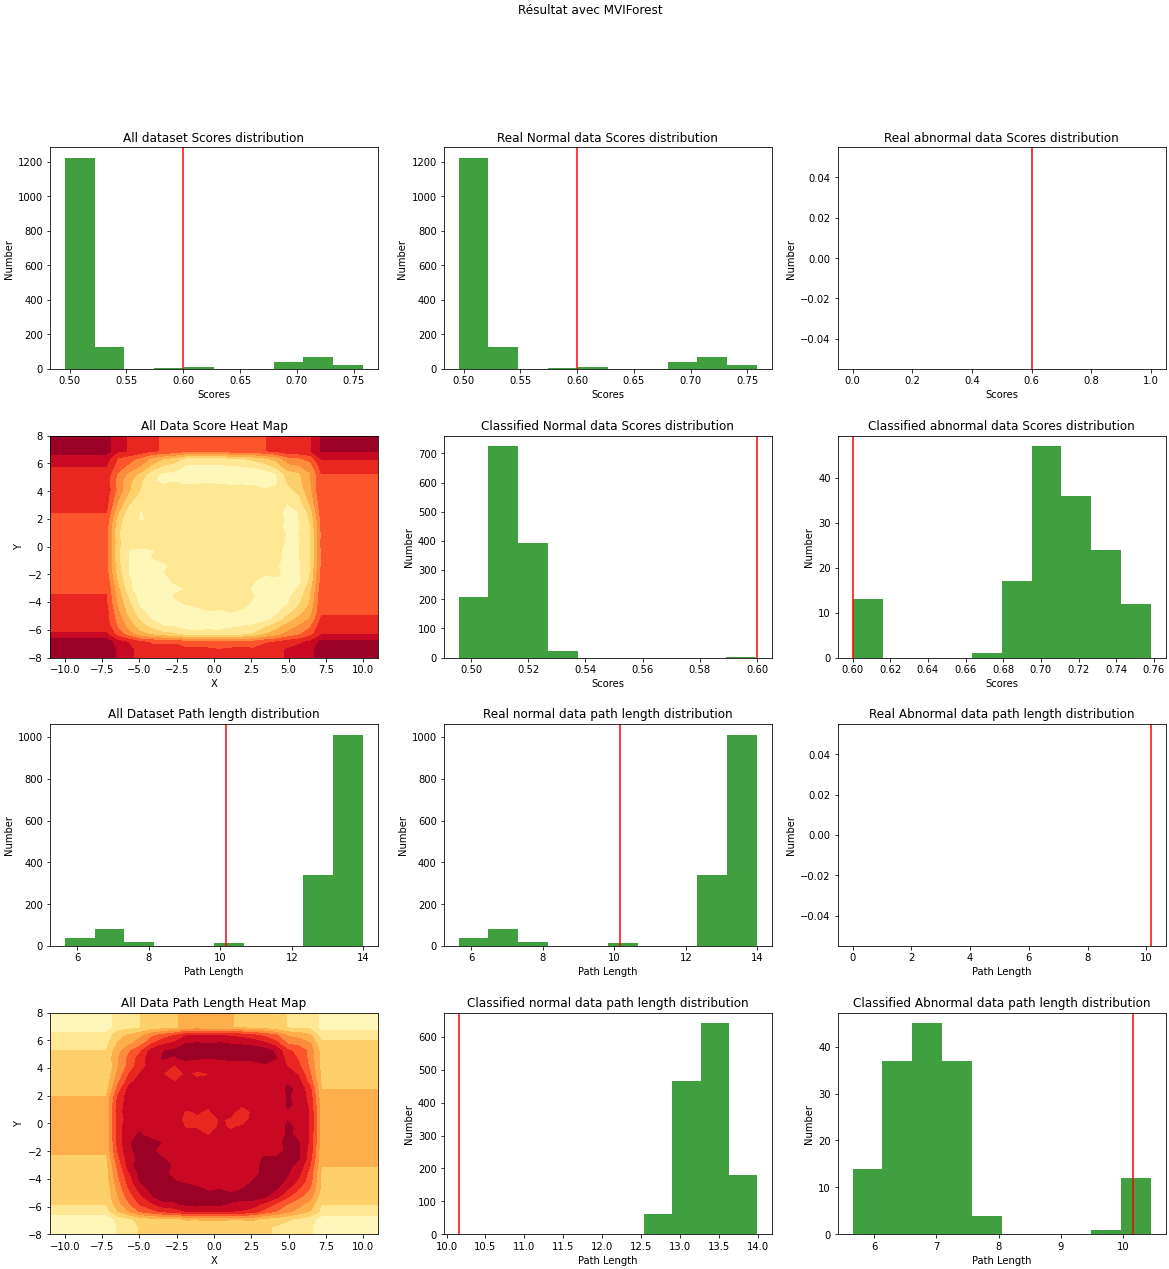 Résultat avec MVIForest
All dataset Scores distribution
Number
1200
1000
800
600
400
200
0
0.50 0.55 0.60 0.65 0.70 0.75
Scores
Real Normal data Scores distribution
Number
1200
1000
800
600
400
200
0
0.50 0.55 0.60 0.65 0.70 0.75
Scores
Real abnormal data Scores distribution
Number
0.04
0.02
0.00
−0.02
−0.04
0.0 0.2 0.4 0.6 0.8 1.0
Scores
All Data Score Heat Map
Y
8
6
4
2
0
−2
−4
−6
−8
−10.0 −7.5 −5.0 −2.5 0.0 2.5 5.0 7.5 10.0
X
Classified Normal data Scores distribution
Number
700
600
500
400
300
200
100
0
0.50 0.52 0.54 0.56 0.58 0.60
Scores
Classified abnormal data Scores distribution
Number
40
30
20
10
0
0.60 0.62 0.64 0.66 0.68 0.70 0.72 0.74 0.76
Scores
All Dataset Path length distribution
Number
1000
800
600
400
200
0
6 8 10 12 14
Path Length
Real normal data path length distribution
Number
1000
800
600
400
200
0
6 8 10 12 14
Path Length
Real Abnormal data path length distribution
Number
0.04
0.02
0.00
−0.02
−0.04
0 2 4 6 8 10
Path Length
All Data Path Length Heat Map
Y
8
6
4
2
0
−2
−4
−6
−8
−10.0 −7.5 −5.0 −2.5 0.0 2.5 5.0 7.5 10.0
X
Classified normal data path length distribution
Number
600
500
400
300
200
100
0
10.0 10.5 11.0 11.5 12.0 12.5 13.0 13.5 14.0
Path Length
Classified Abnormal data path length distribution
Number
40
30
20
10
0
6 7 8 9 10
Path Length